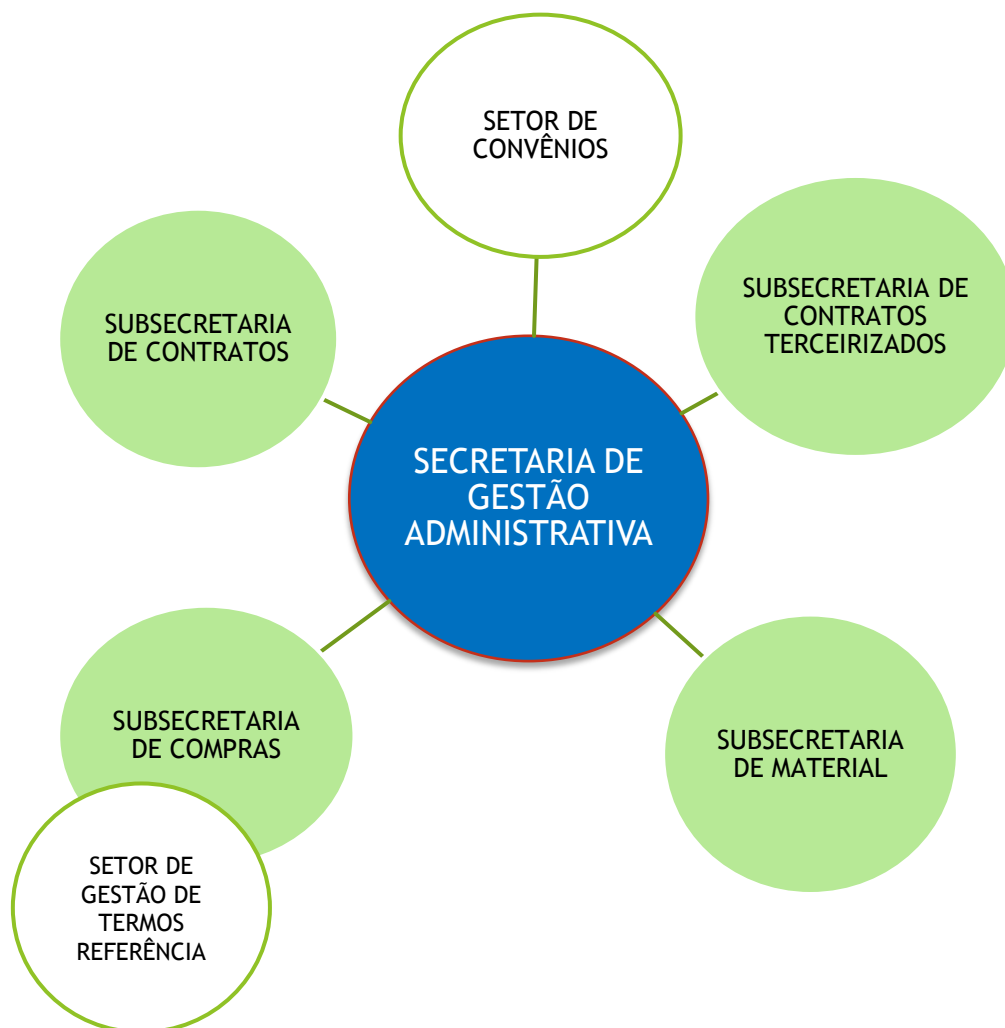 SETOR DE
CONVÊNIOS
SUBSECRETARIA
DE CONTRATOS
SUBSECRETARIA DE
CONTRATOS
TERCEIRIZADOS
SECRETARIA DE
GESTÃO
ADMINISTRATIVA
SUBSECRETARIA
DE COMPRAS
SUBSECRETARIA
DE MATERIAL
SETOR DE
GESTÃO DE
TERMOS
REFERÊNCIA